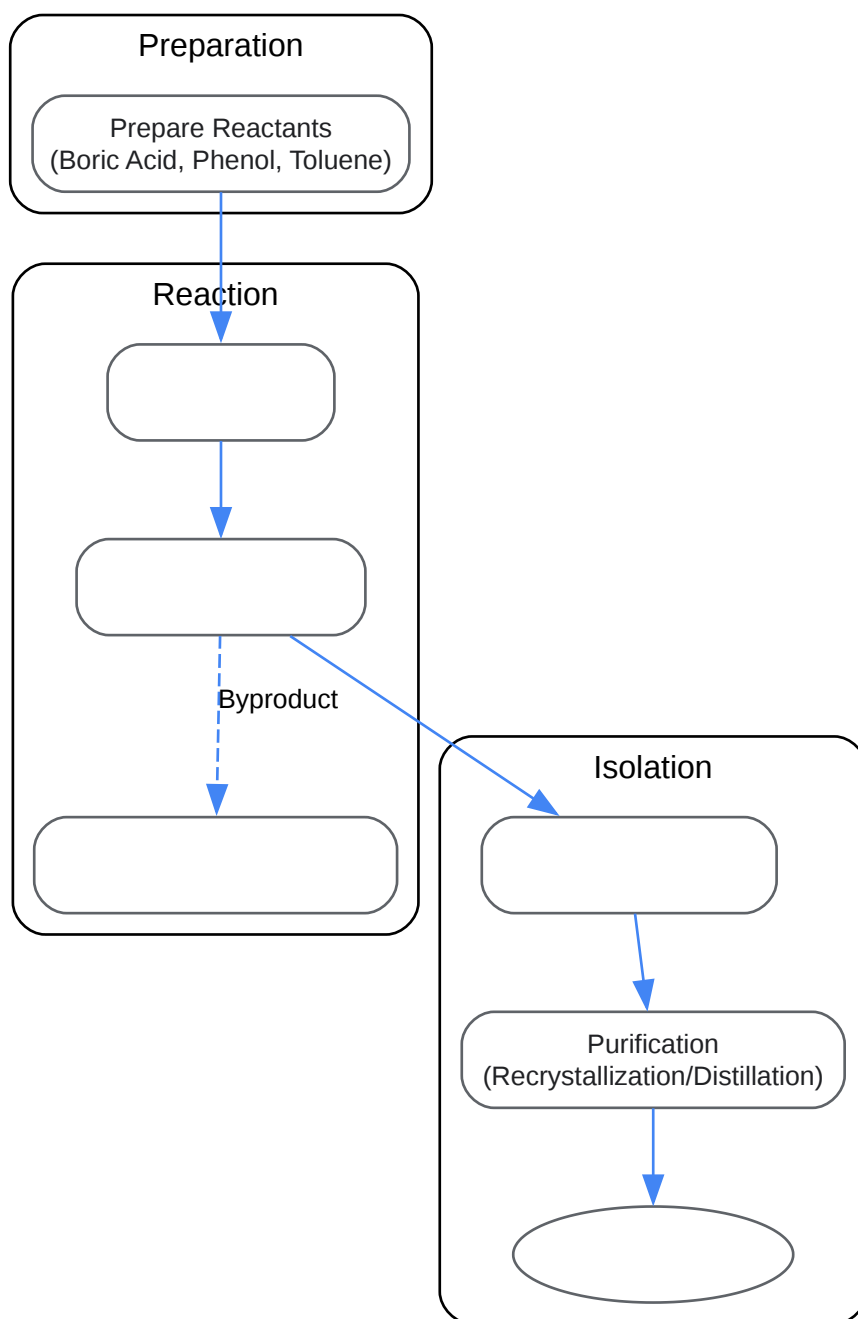 Preparation
Prepare Reactants
(Boric Acid, Phenol, Toluene)
Reaction
Byproduct
Isolation
Purification
(Recrystallization/Distillation)